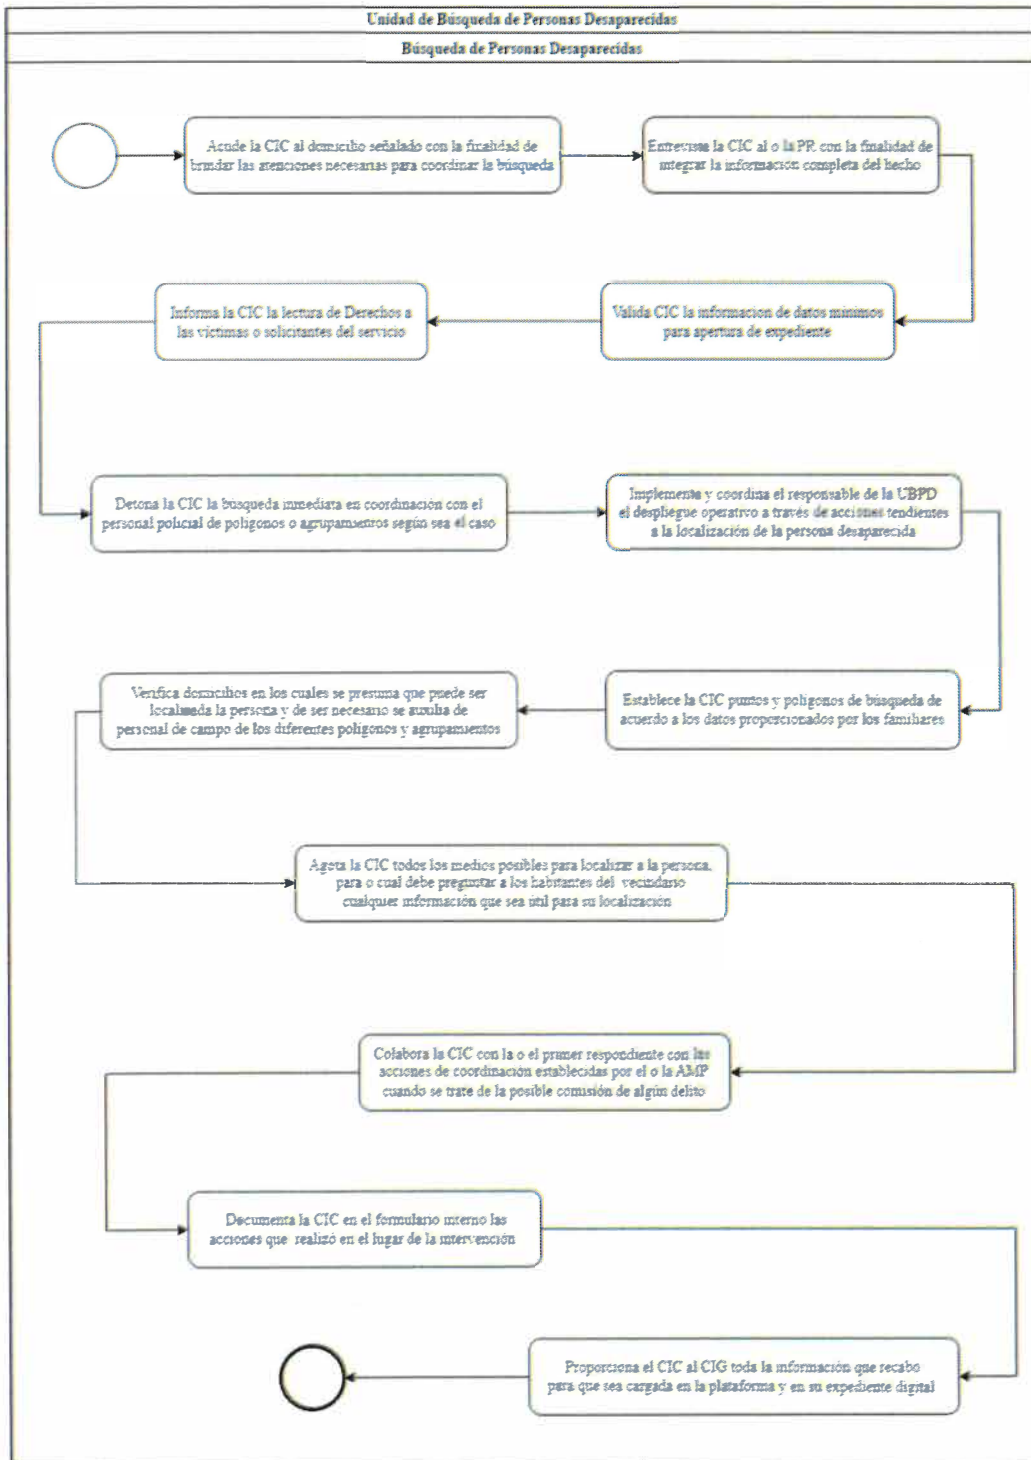 Unidad de Búsqueda de Personas Desaparecidas
Búsqueda de Personas Desaparecidas
Acude la CIC al domicilio señalado con la finalidad de
brindar las atenciones necesarias para coordinar la búsqueda
Entrevista la CIC al o la PR con la finalidad de
integrar la información completa del hecho
Valida CIC la informacion de datos minimos
para apertura de expediente
Informa la CIC la lectura de Derechos a
las víctimas o solicitantes del servicio
Detona la CIC la búsqueda inmediata en coordinación con el
personal policial de polígonos o agrupamientos según sea el caso
Implementa y coordina el responsable de la UBPD
el despliegue operativo a través de acciones tendientes
a la localización de la persona desaparecida
Establece la CIC puntos y polígonos de búsqueda de
acuerdo a los datos proporcionados por los familiares
Verifica domicilios en los cuales se presuma que puede ser
localizada la persona y de ser necesario se auxilia de
personal de campo de los diferentes polígonos y agrupamientos
Agota la CIC todos los medios posibles para localizar a la persona,
para o cual debe preguntar a los habitantes del vecindario
cualquier información que sea útil para su localización
Colabora la CIC con la o el primer respondiente con las
acciones de coordinación establecidas por el o la AMP
cuando se trate de la posible comisión de algún delito
Documenta la CIC en el formulario interno las
acciones que realizó en el lugar de la intervención
Proporciona el CIC al CIG toda la información que recabo
para que sea cargada en la plataforma y en su expediente digital